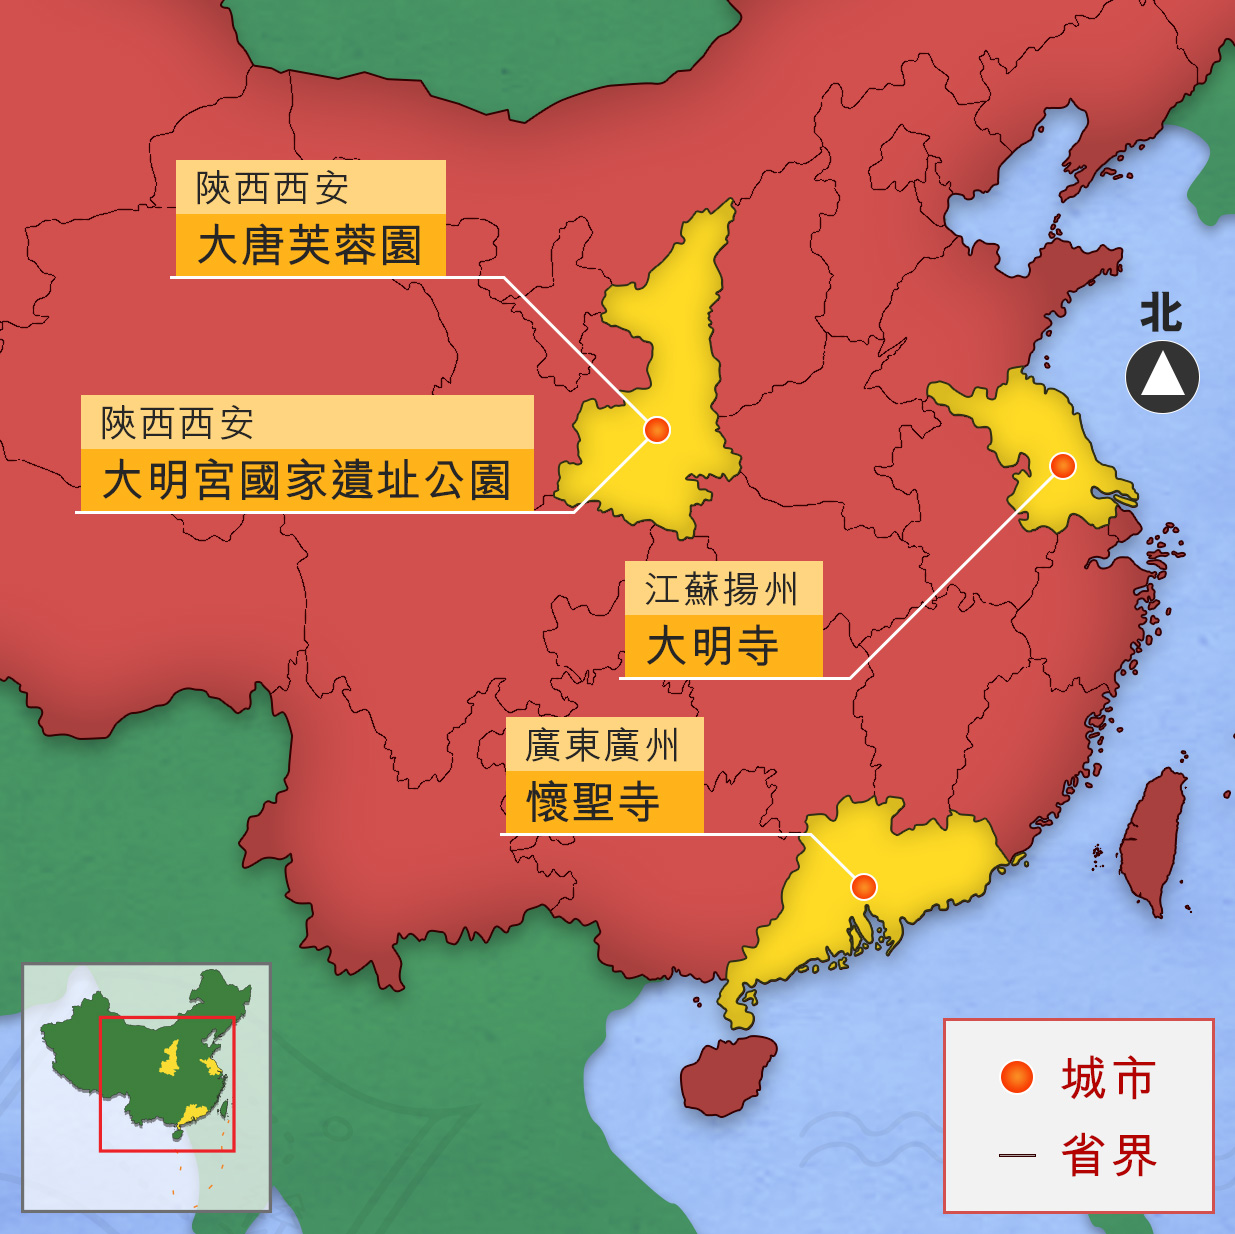 陝西西安
大唐芙蓉園
北
陝西西安
大明宮國家遺址公園
江蘇揚州
大明寺
廣東廣州
懷聖寺
城市
省界